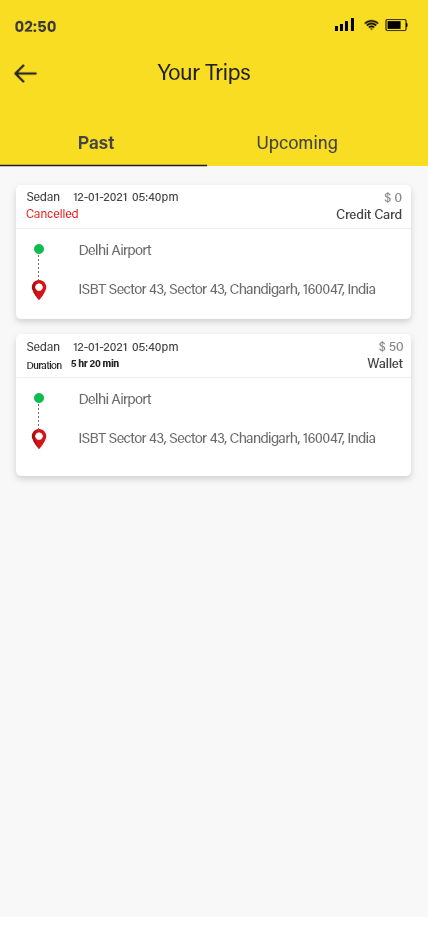 02:50
Your Trips
Past Upcoming
Sedan 12-01-2021 05:40pm $ 0
Cancelled Credit Card
Delhi Airport
ISBT Sector 43, Sector 43, Chandigarh, 160047, India
Sedan 12-01-2021 05:40pm $ 50
Duration 5 hr 20 min Wallet
Delhi Airport
ISBT Sector 43, Sector 43, Chandigarh, 160047, India